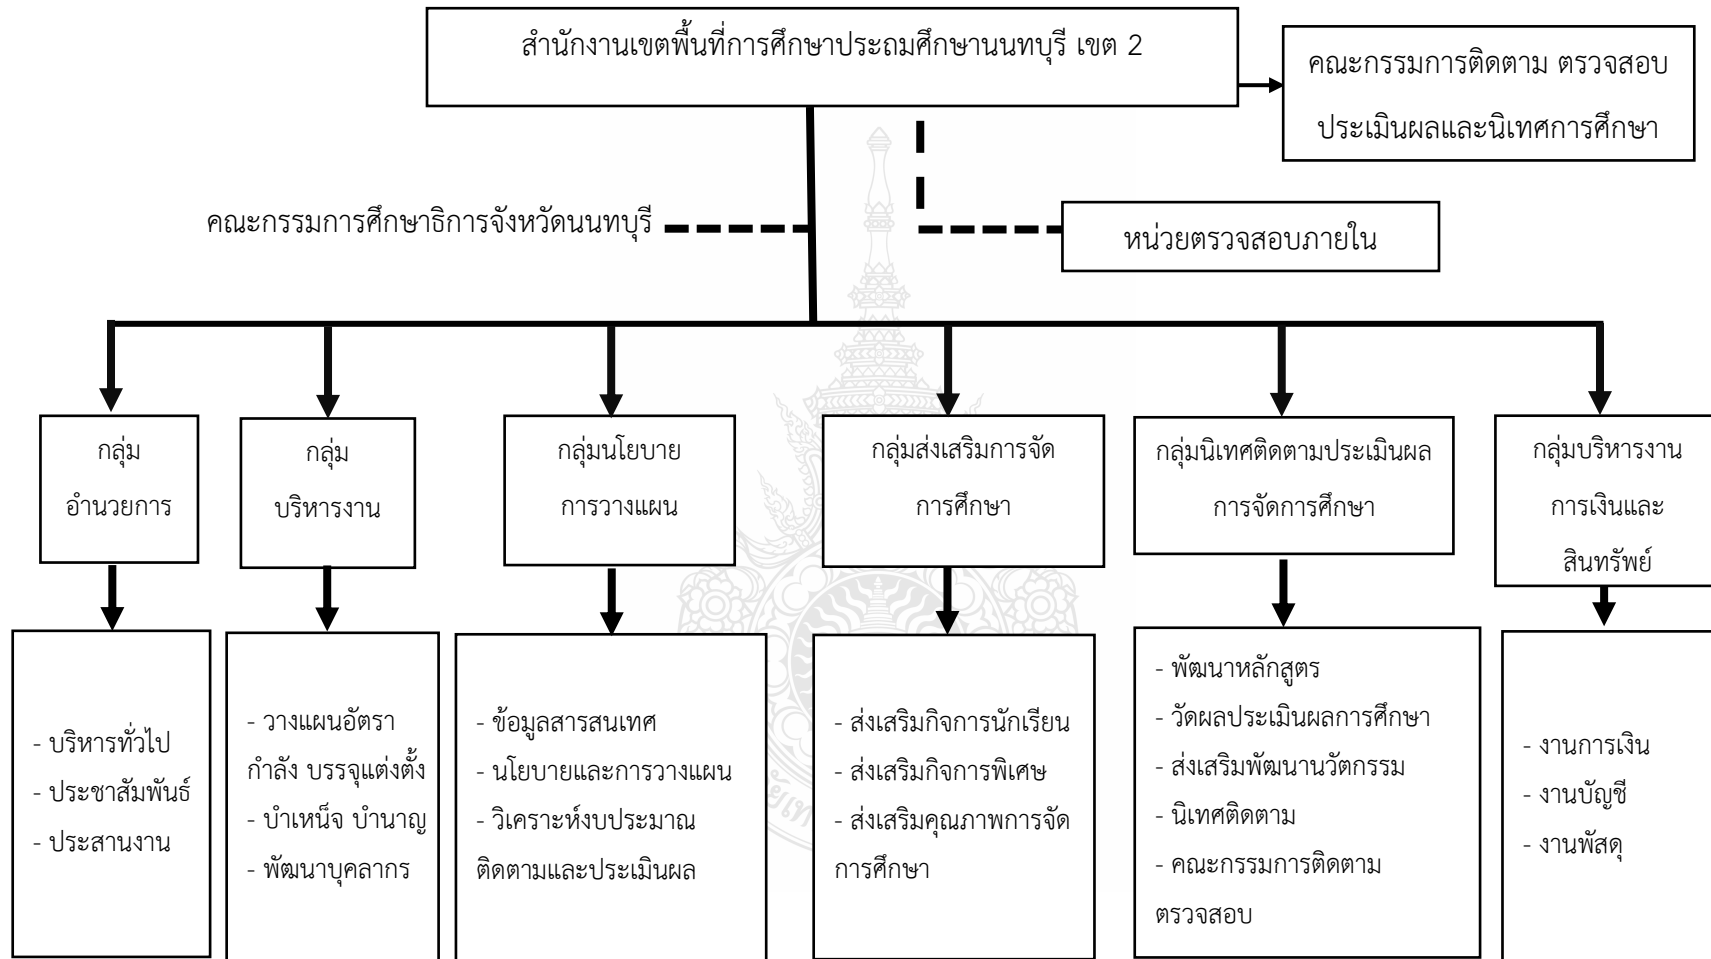 สำนักงานเขตพื้นที่การศึกษาประถมศึกษานนทบุรี เขต 2
คณะกรรมการติดตาม ตรวจสอบ
ประเมินผลและนิเทศการศึกษา
คณะกรรมการศึกษาธิการจังหวัดนนทบุรี
หน่วยตรวจสอบภายใน
กลุ่ม
อำนวยการ
กลุ่ม
บริหารงาน
กลุ่มนโยบาย
การวางแผน
กลุ่มส่งเสริมการจัด
การศึกษา
กลุ่มนิเทศติดตามประเมินผล
การจัดการศึกษา
กลุ่มบริหารงาน
การเงินและ
สินทรัพย์
- บริหารทั่วไป
- ประชาสัมพันธ์
- ประสานงาน
- วางแผนอัตรา
กำลัง บรรจุแต่งตั้ง
- บำเหน็จ บำนาญ
- พัฒนาบุคลากร
- ข้อมูลสารสนเทศ
- นโยบายและการวางแผน
- วิเคราะห์งบประมาณ
ติดตามและประเมินผล
- ส่งเสริมกิจการนักเรียน
- ส่งเสริมกิจการพิเศษ
- ส่งเสริมคุณภาพการจัด
การศึกษา
- พัฒนาหลักสูตร
- วัดผลประเมินผลการศึกษา
- ส่งเสริมพัฒนานวัตกรรม
- นิเทศติดตาม
- คณะกรรมการติดตาม
ตรวจสอบ
- งานการเงิน
- งานบัญชี
- งานพัสดุ